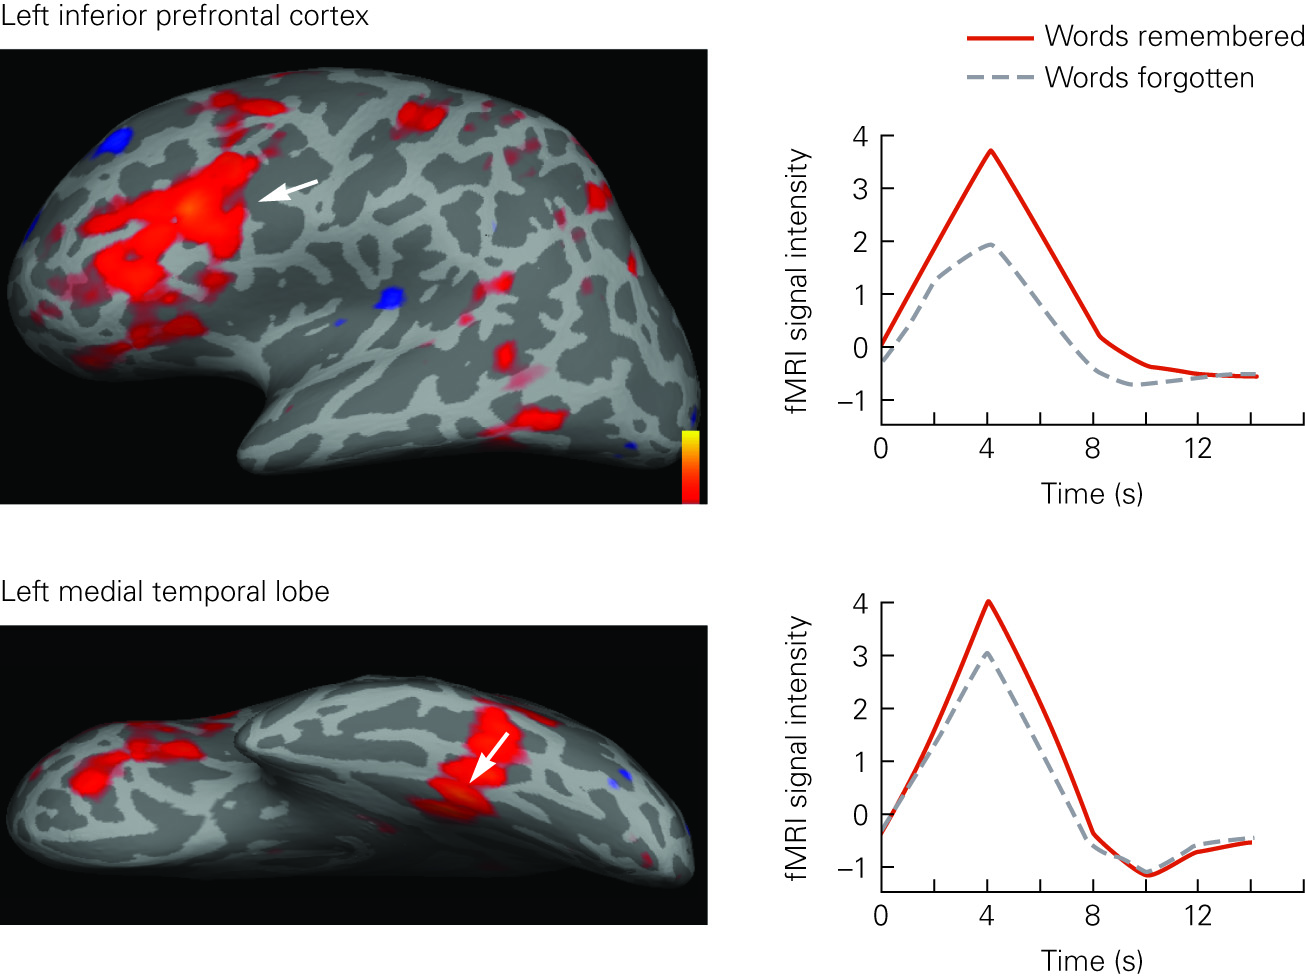 Left inferior prefrontal cortex
Words remembered
Words forgotten
fMRI signal intensity
4
3
2
1
0
–1
0 4 8 12
Time (s)
Left medial temporal lobe
fMRI signal intensity
4
3
2
1
0
–1
0 4 8 12
Time (s)